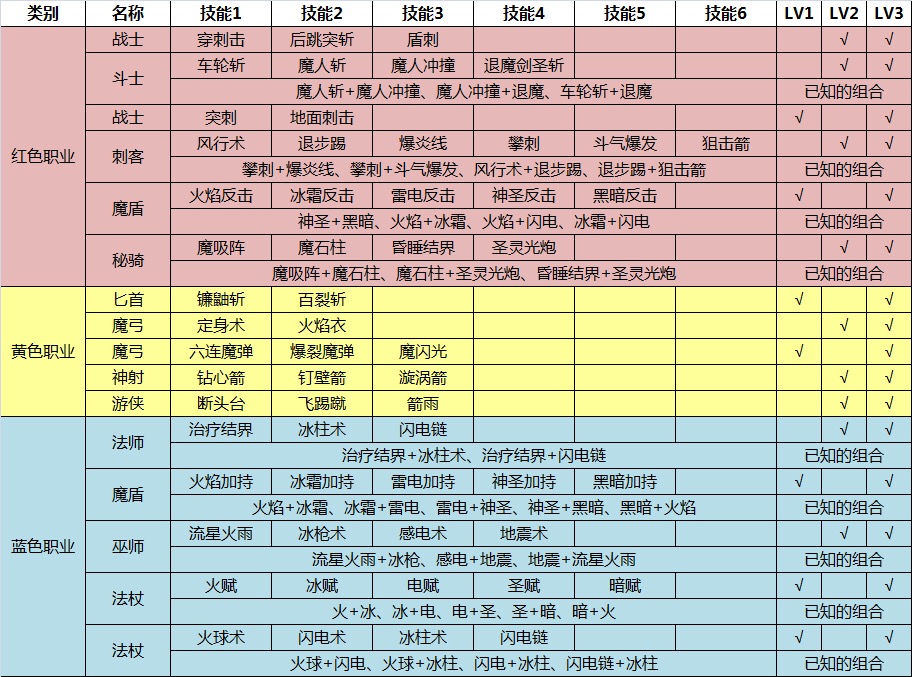 类别 名称 技能1 技能2 技能3 技能4 技能5 技能6 LV1 LV2 LV3
红色职业
战士 穿刺击 后跳突斩 盾刺 √ √
斗士 车轮斩 魔人斩 魔人冲撞 退魔剑圣斩 √ √
魔人斩+魔人冲撞、魔人冲撞+退魔、车轮斩+退魔 已知的组合
战士 突刺 地面刺击 √ √
刺客 风行术 退步踢 爆炎线 攀刺 斗气爆发 狙击箭 √ √
攀刺+爆炎线、攀刺+斗气爆发、风行术+退步踢、退步踢+狙击箭 已知的组合
魔盾 火焰反击 冰霜反击 雷电反击 神圣反击 黑暗反击 √ √
神圣+黑暗、火焰+冰霜、火焰+闪电、冰霜+闪电 已知的组合
秘骑 魔吸阵 魔石柱 昏睡结界 圣灵光炮 √ √
魔吸阵+魔石柱、魔石柱+圣灵光炮、昏睡结界+圣灵光炮 已知的组合
黄色职业
匕首 镰鼬斩 百裂斩 √ √
魔弓 定身术 火焰衣 √ √
魔弓 六连魔弹 爆裂魔弹 魔闪光 √ √
神射 钻心箭 钉壁箭 漩涡箭 √ √
游侠 断头台 飞踢蹴 箭雨 √ √
蓝色职业
法师 治疗结界 冰柱术 闪电链 √ √
治疗结界+冰柱术、治疗结界+闪电链 已知的组合
魔盾 火焰加持 冰霜加持 雷电加持 神圣加持 黑暗加持 √ √
火焰+冰霜、冰霜+雷电、雷电+神圣、神圣+黑暗、黑暗+火焰 已知的组合
巫师 流星火雨 冰枪术 感电术 地震术 √ √
流星火雨+冰枪、感电+地震、地震+流星火雨 已知的组合
法杖 火赋 冰赋 电赋 圣赋 暗赋 √ √
火+冰、冰+电、电+圣、圣+暗、暗+火 已知的组合
法杖 火球术 闪电术 冰柱术 闪电链 √ √
火球+闪电、火球+冰柱、闪电+冰柱、闪电链+冰柱 已知的组合